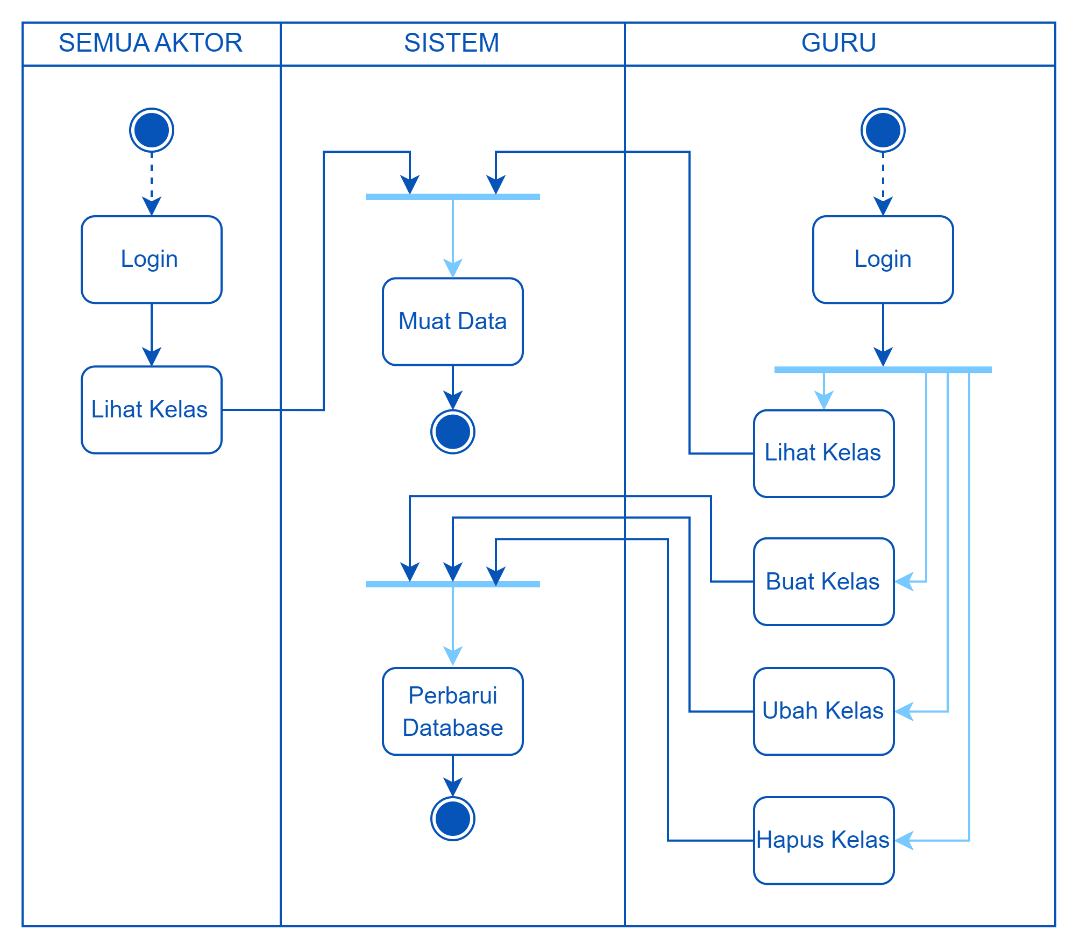 SEMUA AKTOR
SISTEM
GURU
Login
Login
Muat Data
Lihat Kelas
Lihat Kelas
Buat Kelas
Perbarui
Database
Ubah Kelas
Hapus Kelas